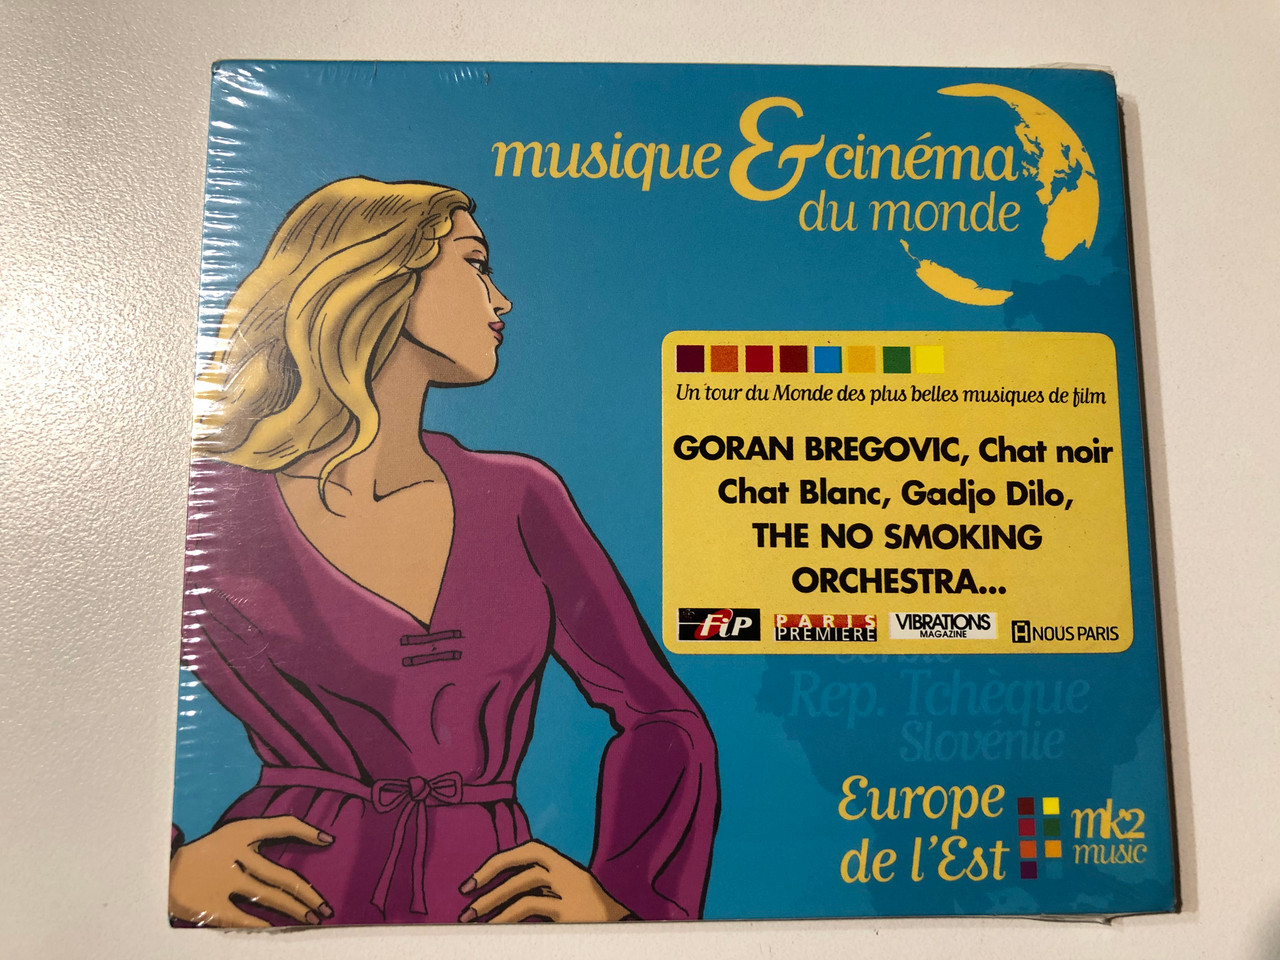 musique & cinéma
du monde
Un tour du Monde des plus belles musiques de film
GORAN BREGOVIC, Chat noir
Chat Blanc, Gadjo Dilo,
THE NO SMOKING
ORCHESTRA...
FiP
PARIS
PREMIÈRE
VIBRATIONS
MAGAZINE
NOUS PARIS
Rep. Tchèque
Slovénie
Europe
de l'Est
mk2
music